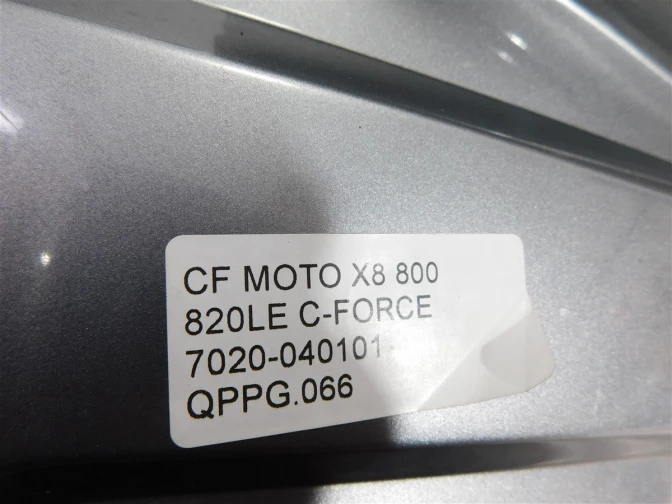 CF MOTO X8 800
820LE C-FORCE
7020-040101-
QPPG.066